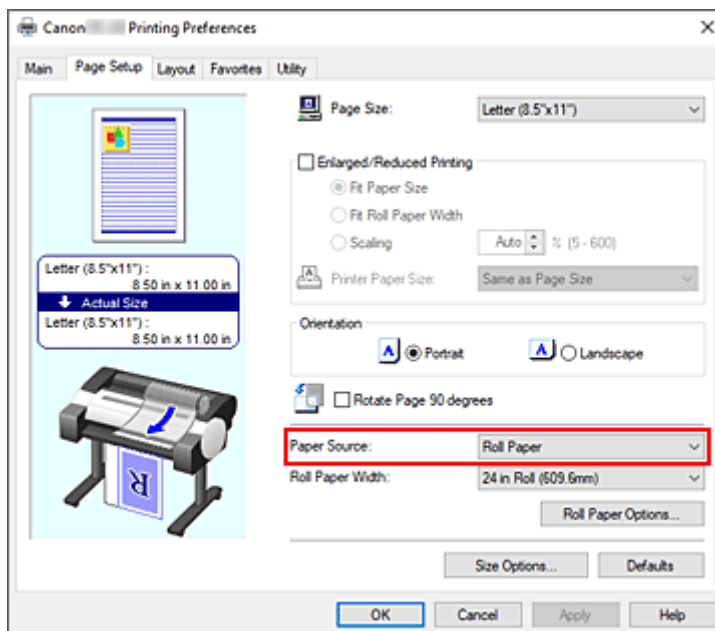 Canon Printing Preferences
Main Page Setup Layout Favorites Utility
Page Size: Letter (8.5"x11")
Enlarged/Reduced Printing
Fit Paper Size
Fit Roll Paper Width
Scaling Auto % (5 - 600)
Printer Paper Size: Same as Page Size
Letter (8.5"x11") :
8.50 in x 11.00 in
Actual Size
Letter (8.5"x11") :
8.50 in x 11.00 in
Orientation
A Portrait A Landscape
Rotate Page 90 degrees
Paper Source: Roll Paper
Roll Paper Width: 24 in Roll (609.6mm)
R
Roll Paper Options...
Size Options... Defaults
OK Cancel Apply Help